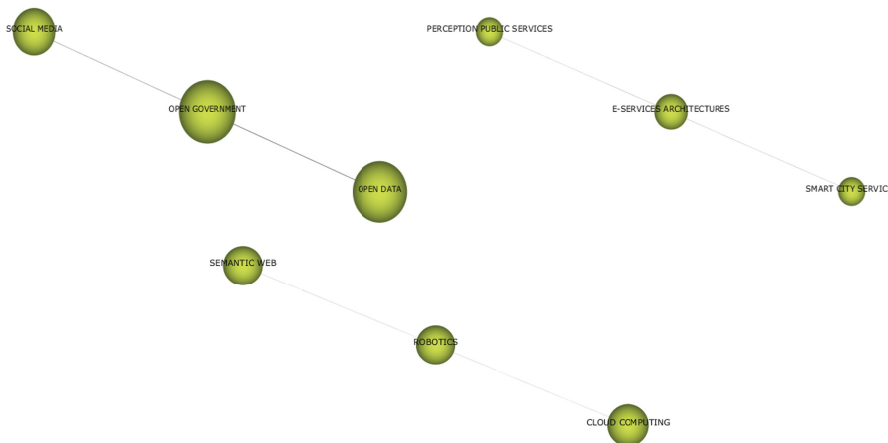 SOCIAL MEDIA
PERCEPTION PUBLIC SERVICES
OPEN GOVERNMENT
E-SERVICES ARCHITECTURES
OPEN DATA
SMART CITY SERVIC
SEMANTIC WEB
ROBOTICS
CLOUD COMPUTING